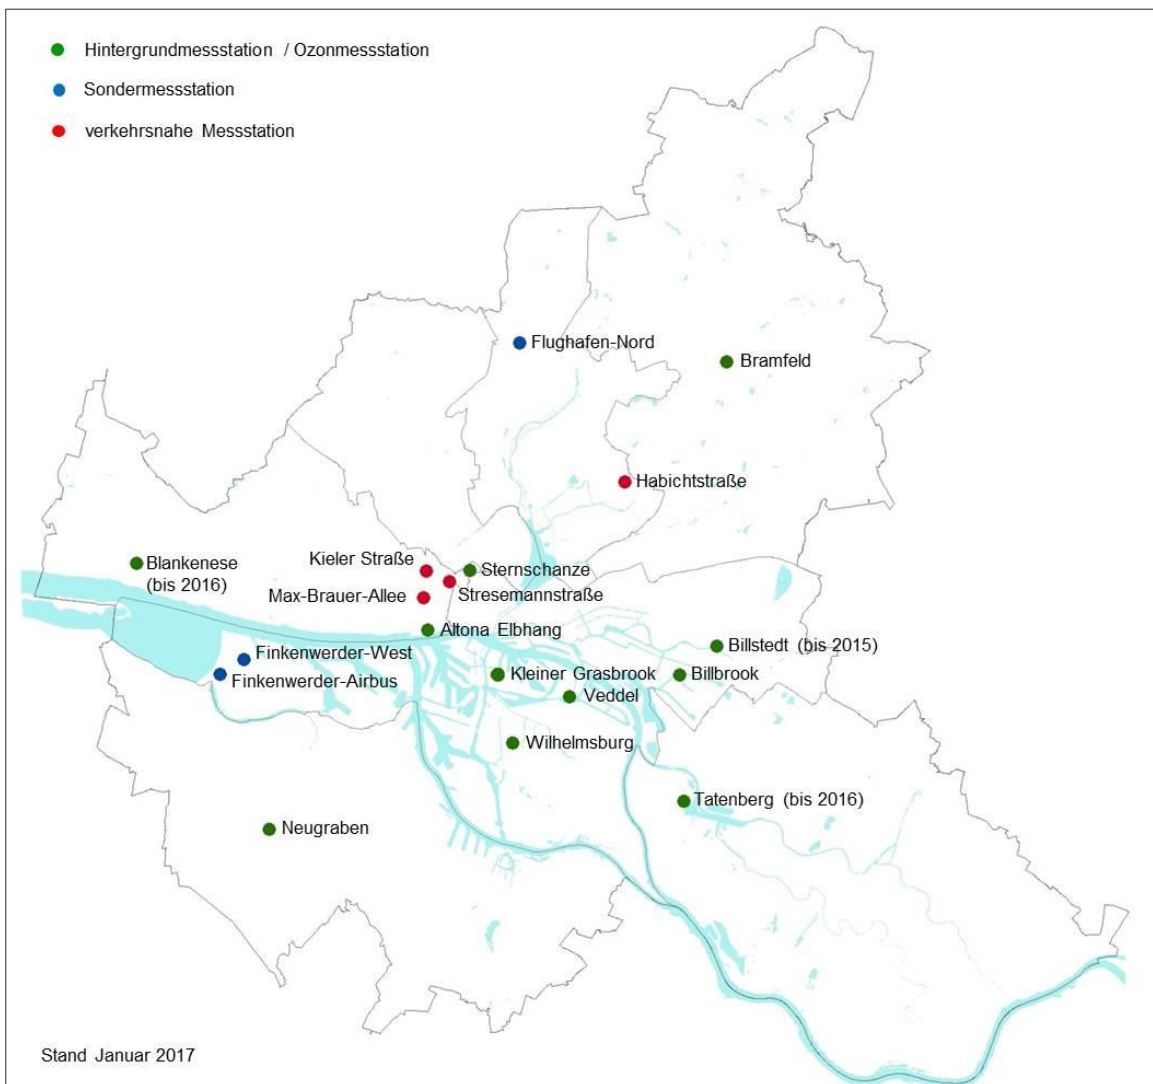 Hintergrundmessstation / Ozonmessstation
Sondermessstation
verkehrsnahe Messstation
Flughafen-Nord
Bramfeld
Habichtstraße
Kieler Straße
Sternschanze
Blankenese
(bis 2016)
Max-Brauer-Allee
Stresemannstraße
Altona Elbhang
Billstedt (bis 2015)
Finkenwerder-West
Finkenwerder-Airbus
Kleiner Grasbrook
Billbrook
Veddel
Wilhelmsburg
Tatenberg (bis 2016)
Neugraben
Stand Januar 2017